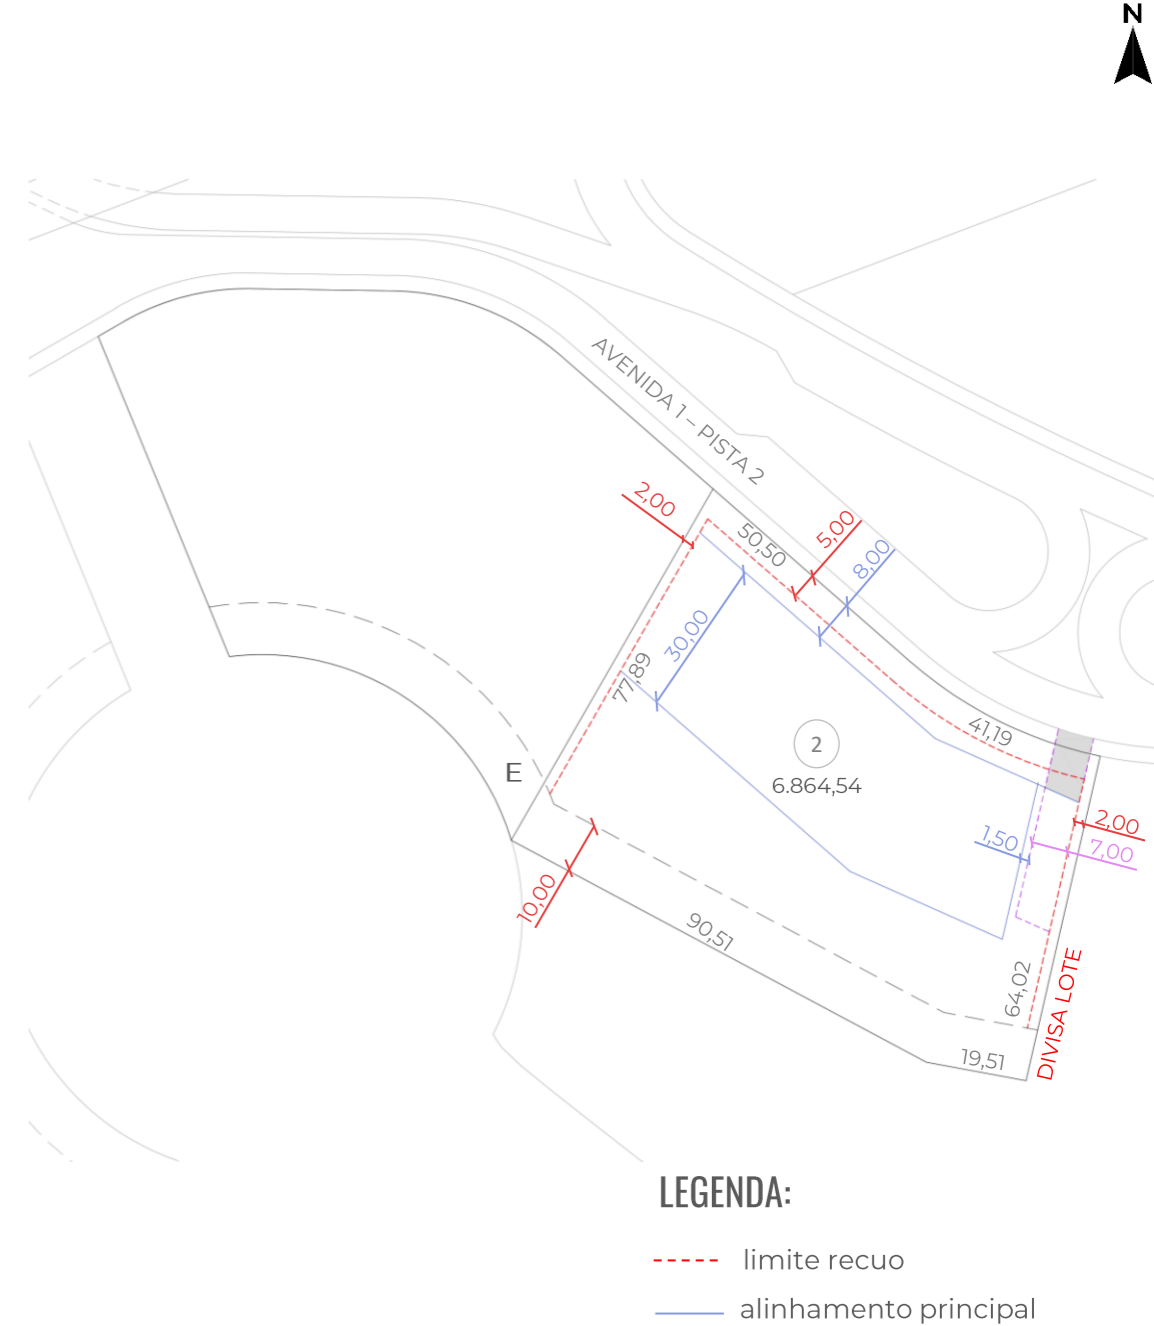 N
AVENIDA 1 – PISTA 2
2,00
50,50
5,00
8,00
30,00
77,89
41,19
2
6.864,54
E
2,00
1,50
7,00
10,00
90,51
64,02
DIVISA LOTE
19,51
LEGENDA:
limite recuo
alinhamento principal